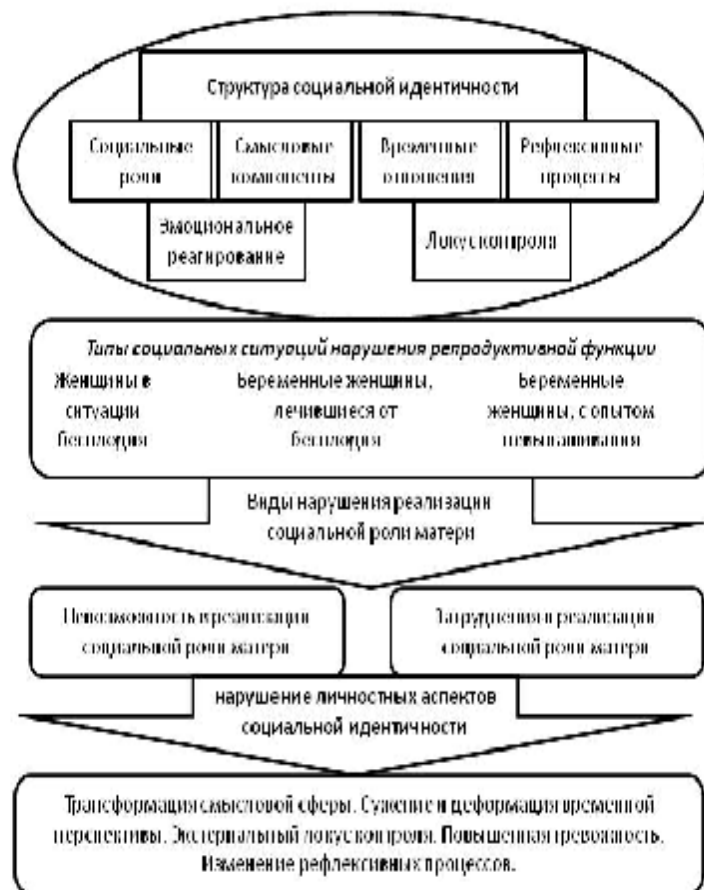 Структура социальной идентичности
Социальные роли
Смысловые компоненты
Временные отношения
Рефлексивные процессы
Эмоциональное реагирование
Локус контроля
Типы социальных ситуаций нарушения репродуктивной функции
Женщины в ситуации бесплодия
Беременные женщины, лечившиеся от бесплодия
Беременные женщины, с опытом невынашивания
Виды нарушения реализации
социальной роли матери
Невозможность в реализации
социальной роли матери
Затруднения в реализации
социальной роли матери
нарушение личностных аспектов
социальной идентичности
Трансформация смысловой сферы. Сужение и деформация временной
перспективы. Экстернальный локус контроля. Повышенная тревожность.
Изменение рефлексивных процессов.